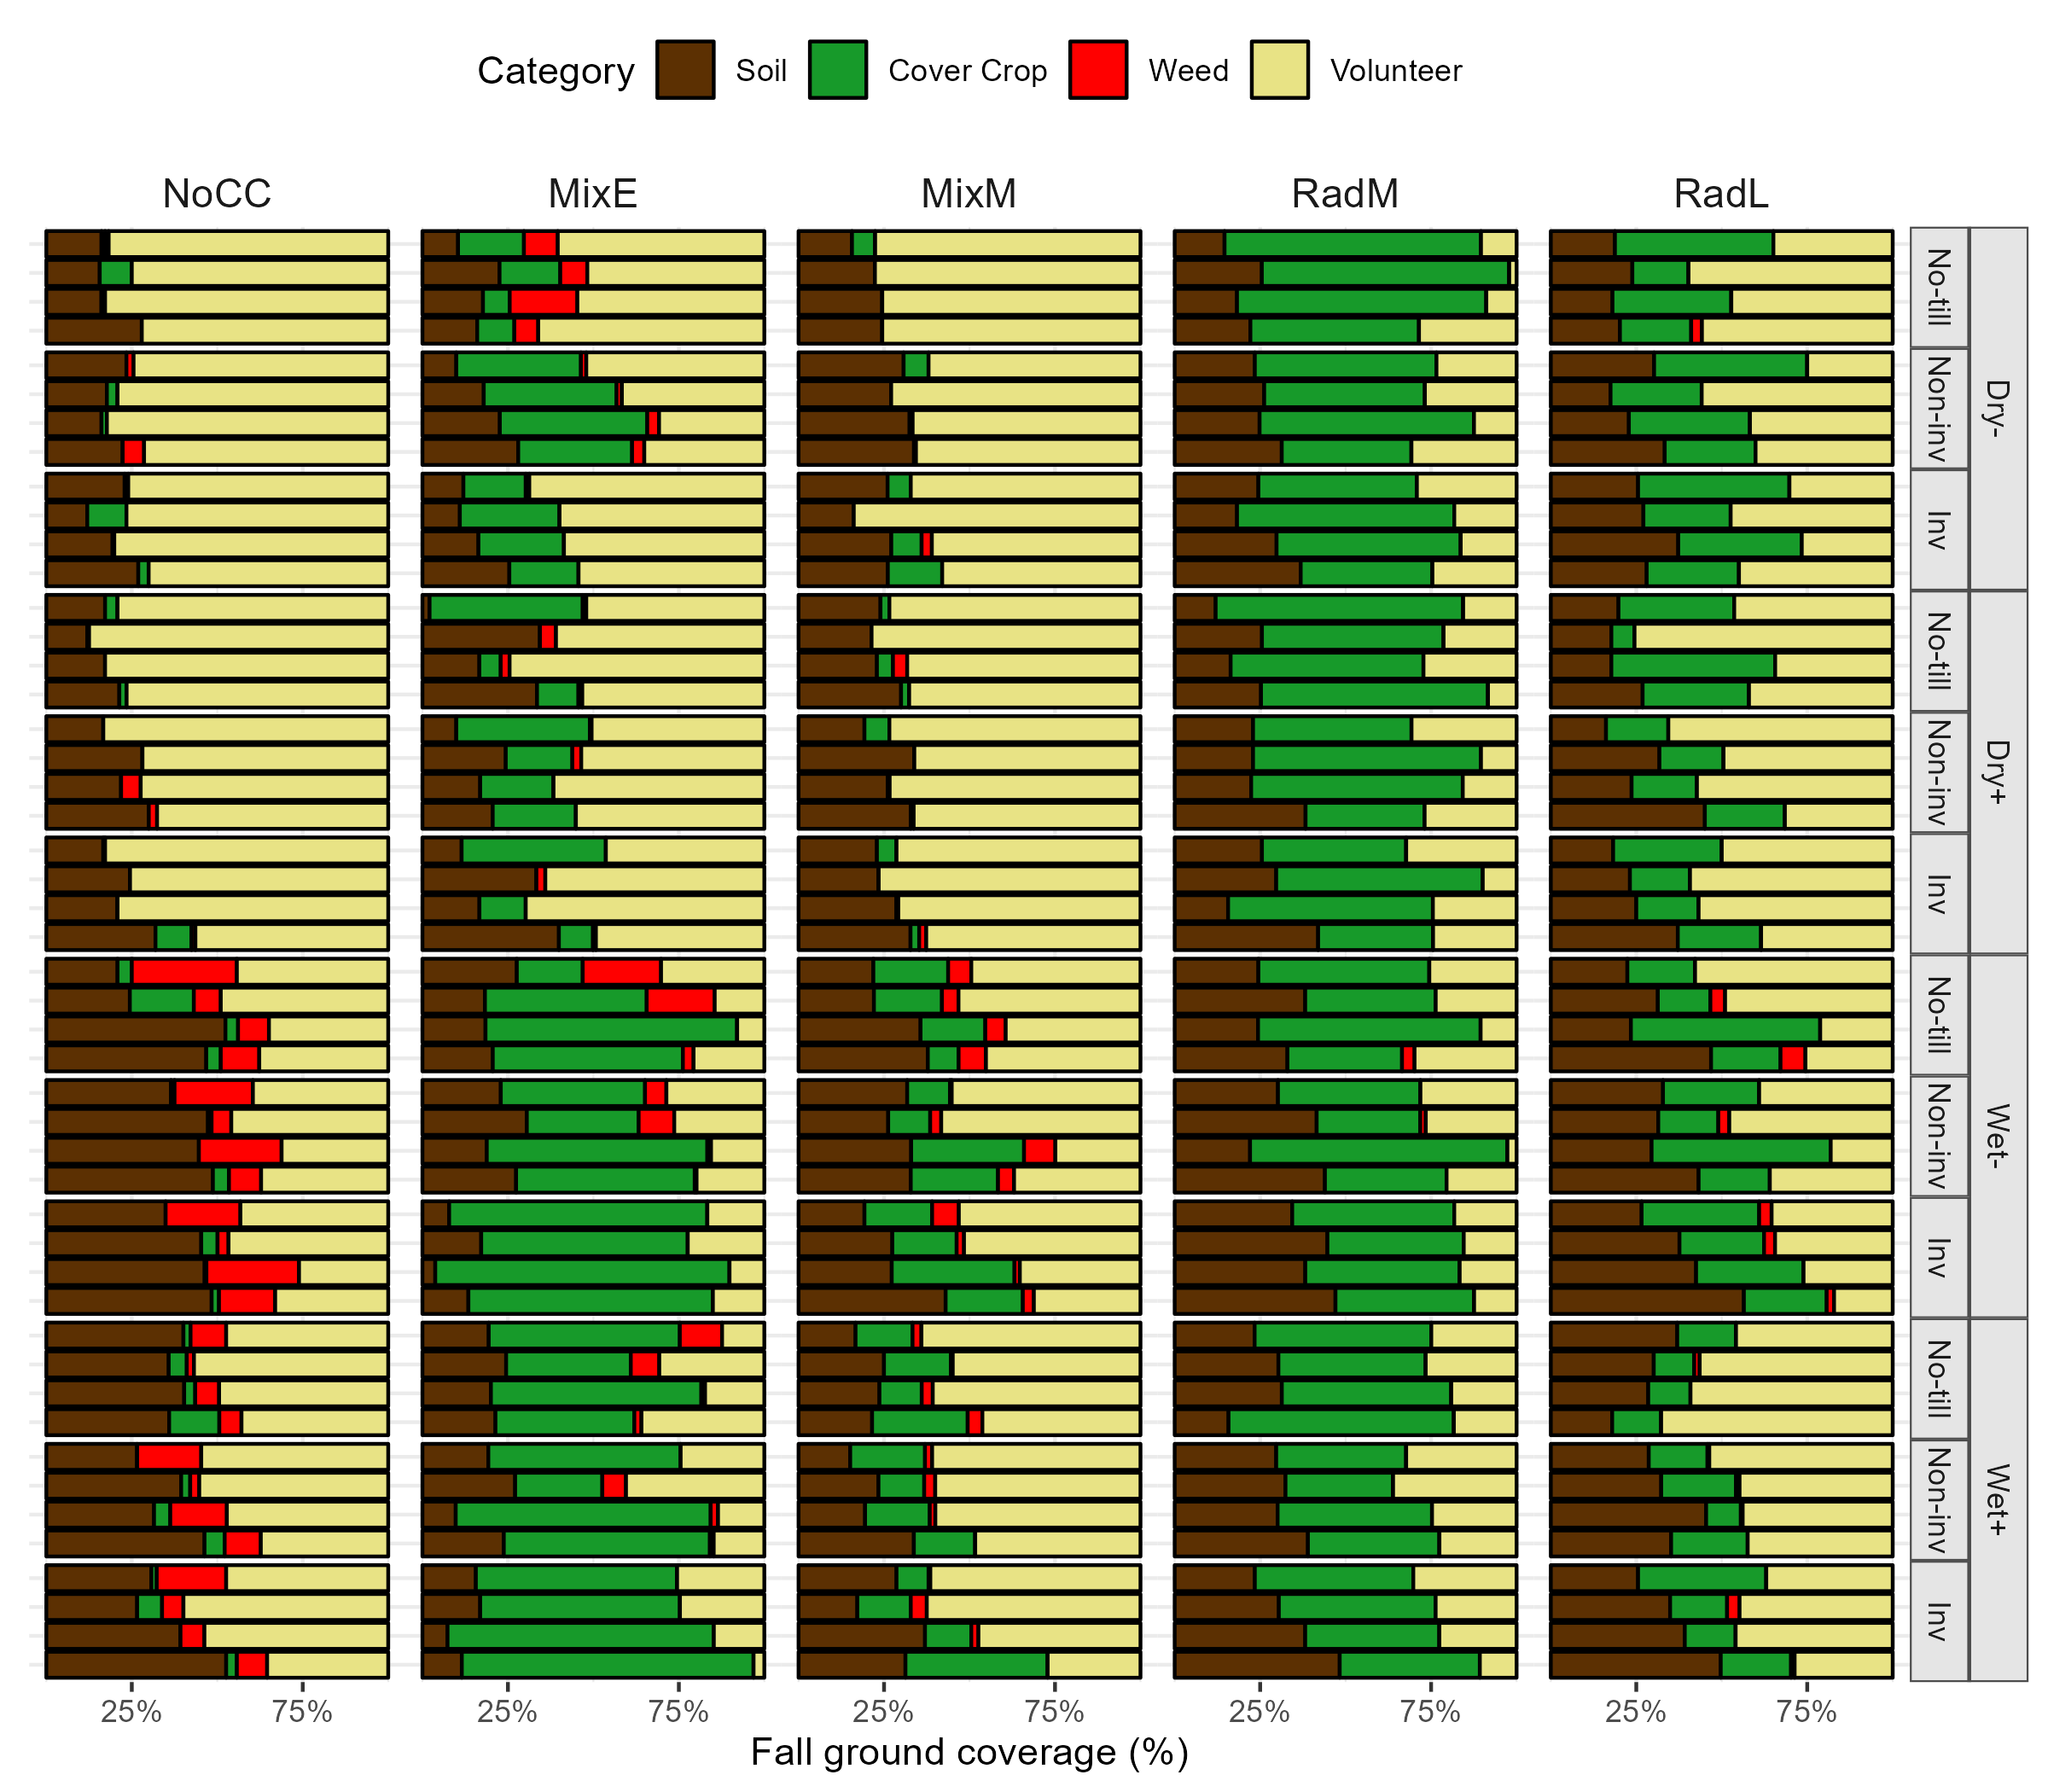 Category Soil Cover Crop Weed Volunteer
NoCC MixE MixM RadM RadL
No-till
Non-inv
Inv
Dry-
No-till
Non-inv
Inv
Dry+
No-till
Non-inv
Inv
Wet-
No-till
Non-inv
Inv
Wet+
25% 75% 25% 75% 25% 75% 25% 75% 25% 75%
Fall ground coverage (%)